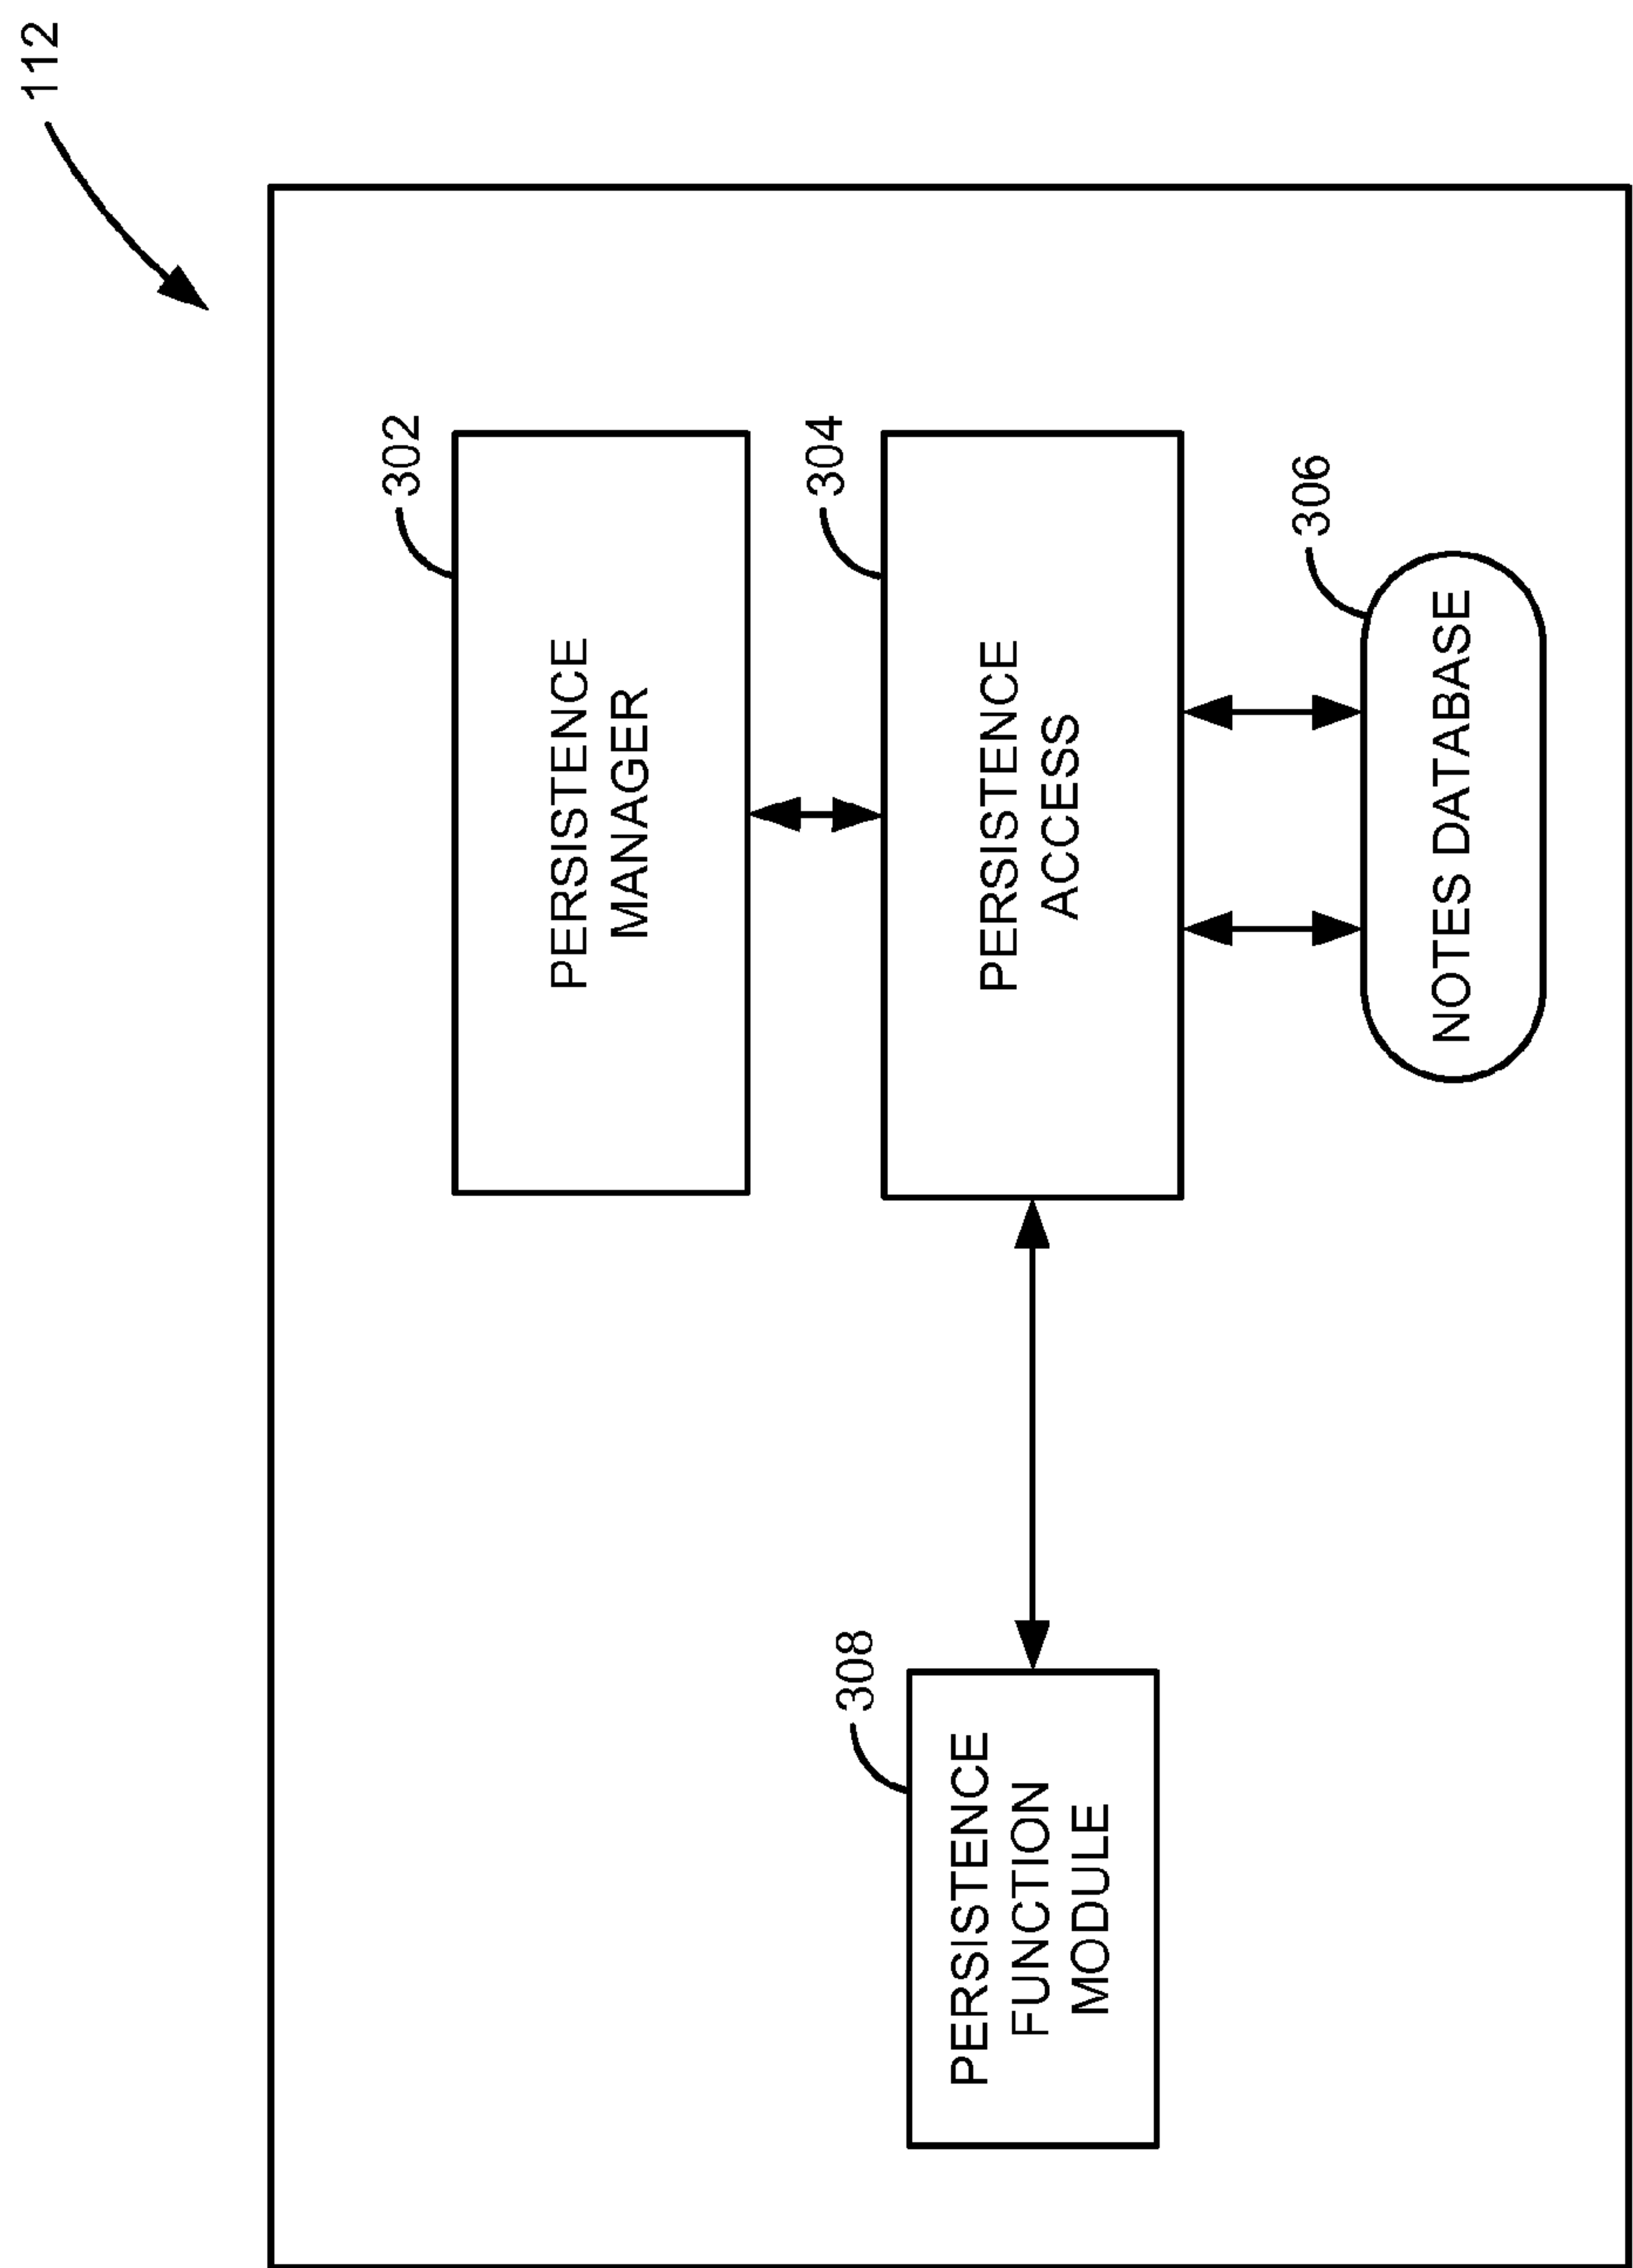 112
302
PERSISTENCE
MANAGER
308
PERSISTENCE
FUNCTION
MODULE
304
PERSISTENCE
ACCESS
306
NOTES DATABASE